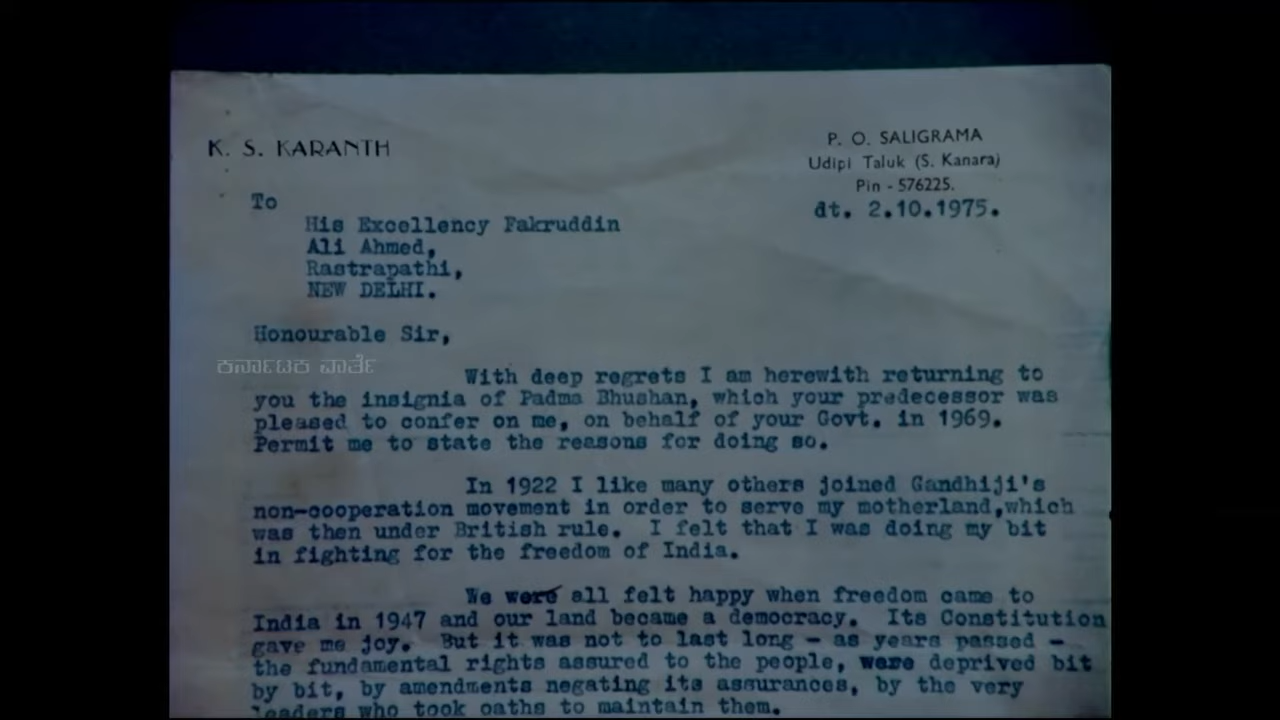 K. S. KARANTH
P. O. SALIGRAMA
Udipi Taluk (S. Kanara)
Pin - 576225.
dt. 2.10.1975.
To
His Excellency Fakruddin
Ali Ahmed,
Rastrapathi,
NEW DELHI.
Honourable Sir,
ಕರ್ನಾಟಕ ವಾರ್ತೆ
With deep regrets I am herewith returning to
you the insignia of Padma Bhushan, which your predecessor was
pleased to confer on me, on behalf of your Govt. in 1969.
Permit me to state the reasons for doing so.
In 1922 I like many others joined Gandhiji's
non-cooperation movement in order to serve my motherland,which
was then under British rule. I felt that I was doing my bit
in fighting for the freedom of India.
We were all felt happy when freedom came to
India in 1947 and our land became a democracy. Its Constitution
gave me joy. But it was not to last long - as years passed -
the fundamental rights assured to the people, were deprived bit
by bit, by amendments negating its assurances, by the very
leaders who took oaths to maintain them.